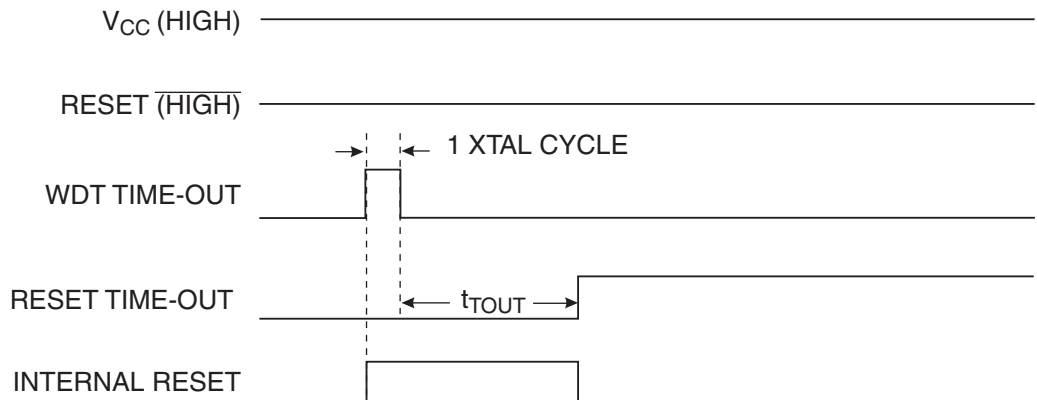 VCC (HIGH)
RESET (HIGH)
1 XTAL CYCLE
WDT TIME-OUT
RESET TIME-OUT
tTOUT
INTERNAL RESET